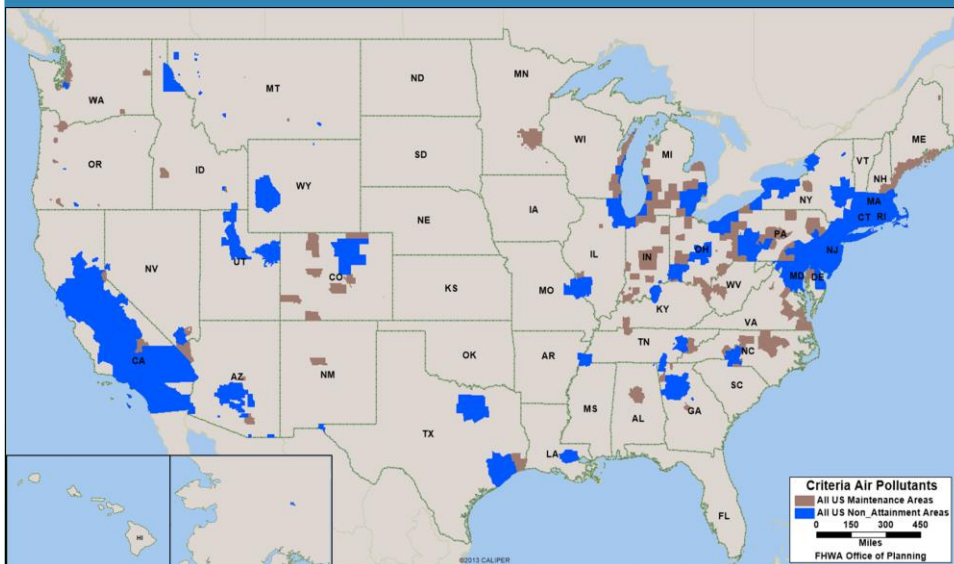 WA
MT
ND
MN
ME
OR
ID
WY
SD
WI
MI
VT
NH
NY
MA
CT RI
NV
UT
CO
NE
IA
IL
IN
OH
PA
NJ
MD DE
WV
VA
KS
MO
KY
CA
AZ
NM
OK
AR
TN
NC
SC
TX
LA
MS
AL
GA
FL
HI
Criteria Air Pollutants
All US Maintenance Areas
All US Non_Attainment Areas
0 150 300 450
Miles
FHWA Office of Planning
©2013 CALIPER